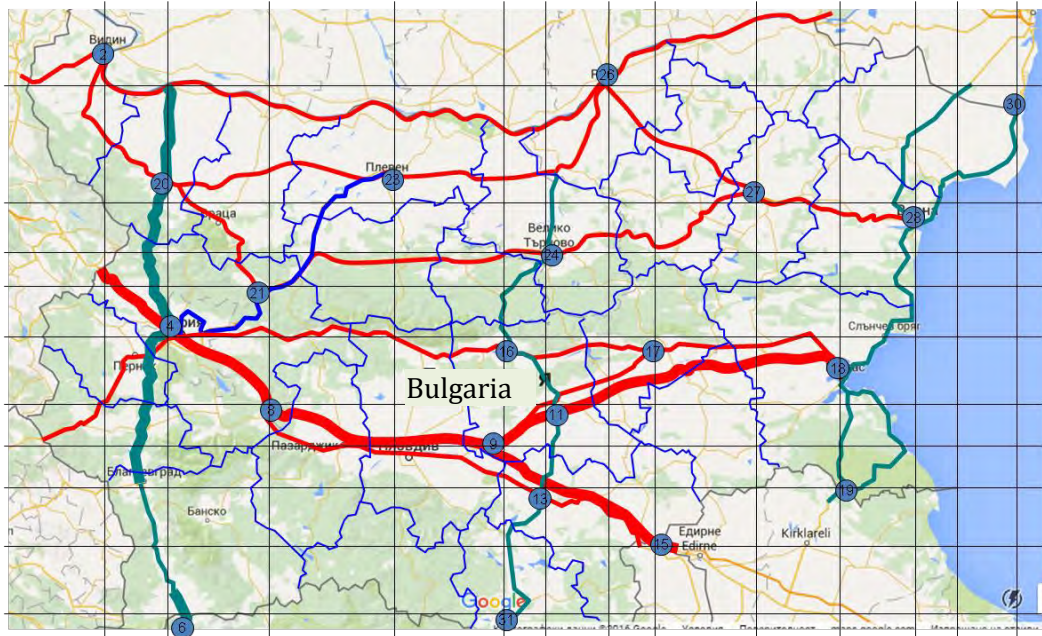 Видин
2
26
30
Плевен
23
20
27
Враца
28
Велико
Търново
24
21
4
Слънчев бряг
Перник
16
17
18
Bulgaria
8
11
9
Пазарджик
Пловдив
Благоевград
13
19
Банско
15
Едирне
Edirne
Kirklareli
Google
31
6